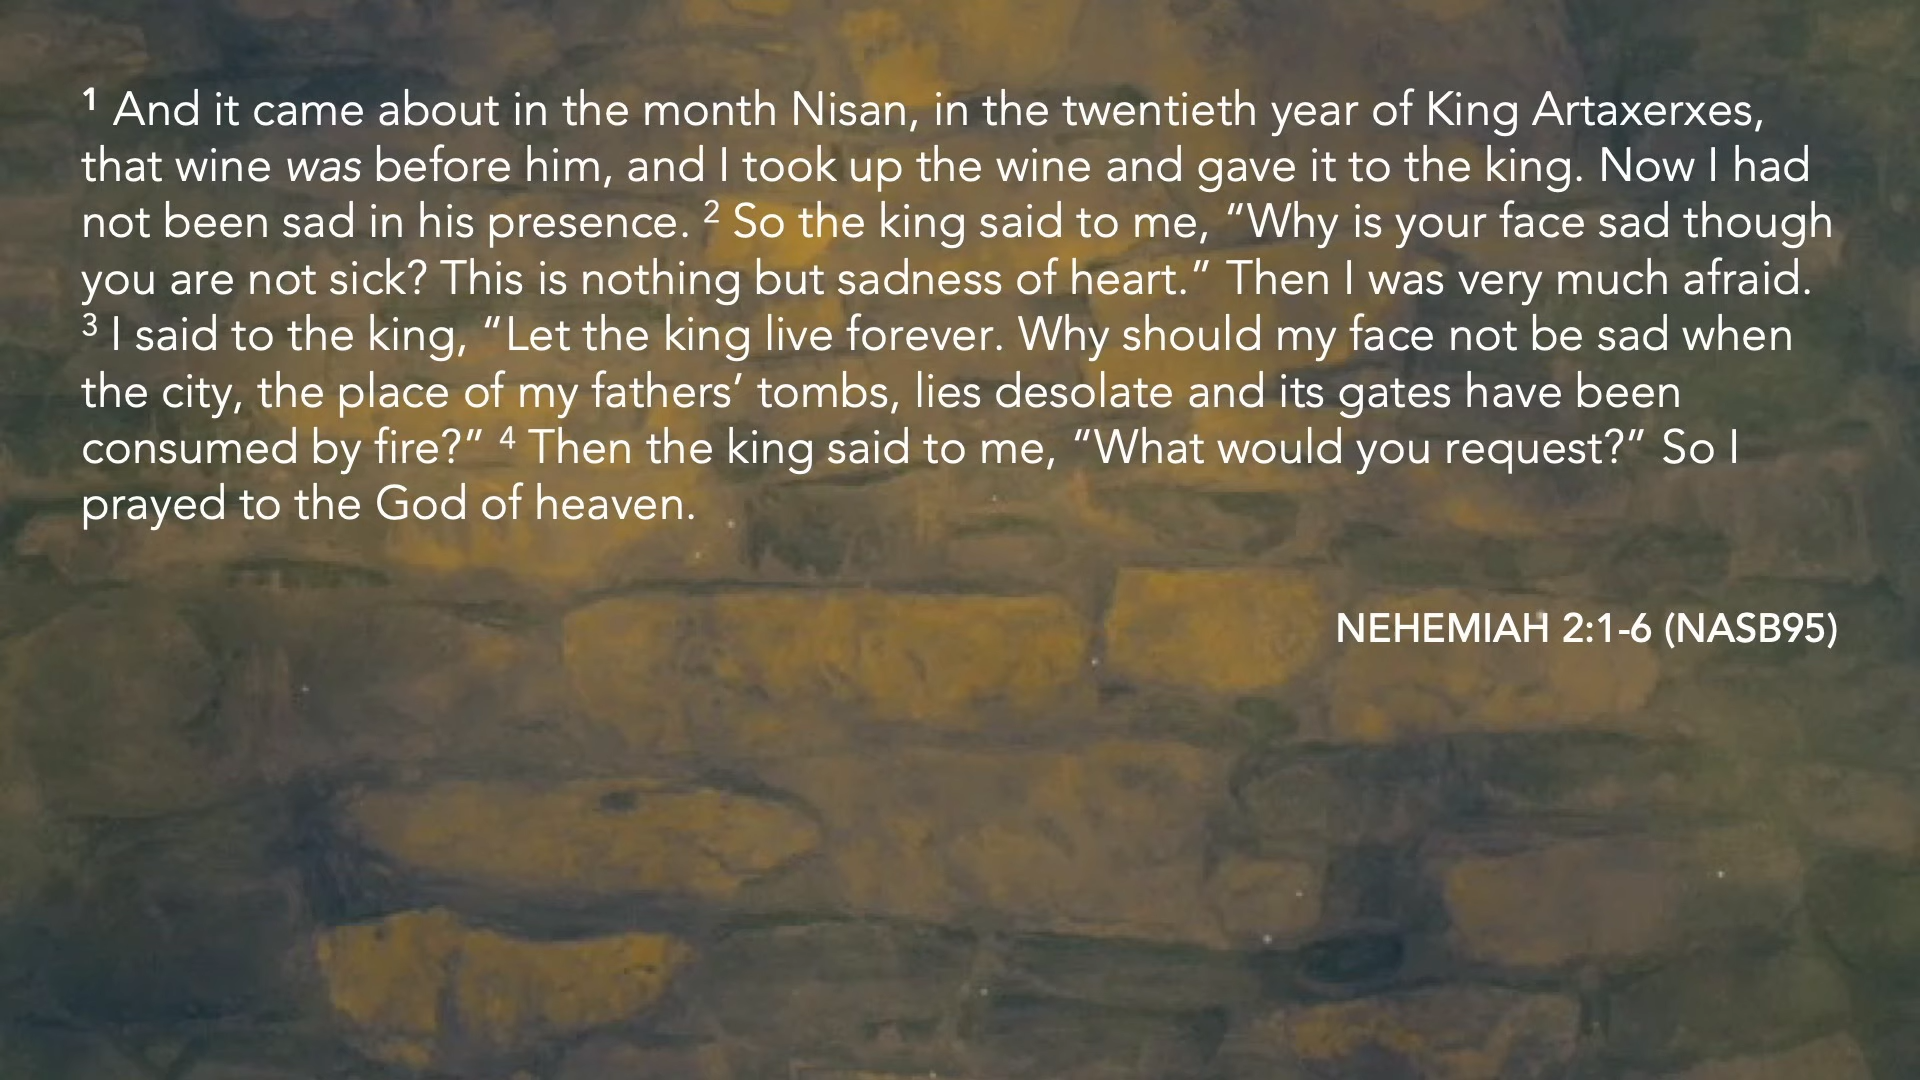 1 And it came about in the month Nisan, in the twentieth year of King Artaxerxes,
that wine was before him, and I took up the wine and gave it to the king. Now I had
not been sad in his presence. 2 So the king said to me, “Why is your face sad though
you are not sick? This is nothing but sadness of heart.” Then I was very much afraid.
3 I said to the king, “Let the king live forever. Why should my face not be sad when
the city, the place of my fathers’ tombs, lies desolate and its gates have been
consumed by fire?” 4 Then the king said to me, “What would you request?” So I
prayed to the God of heaven.
NEHEMIAH 2:1-6 (NASB95)